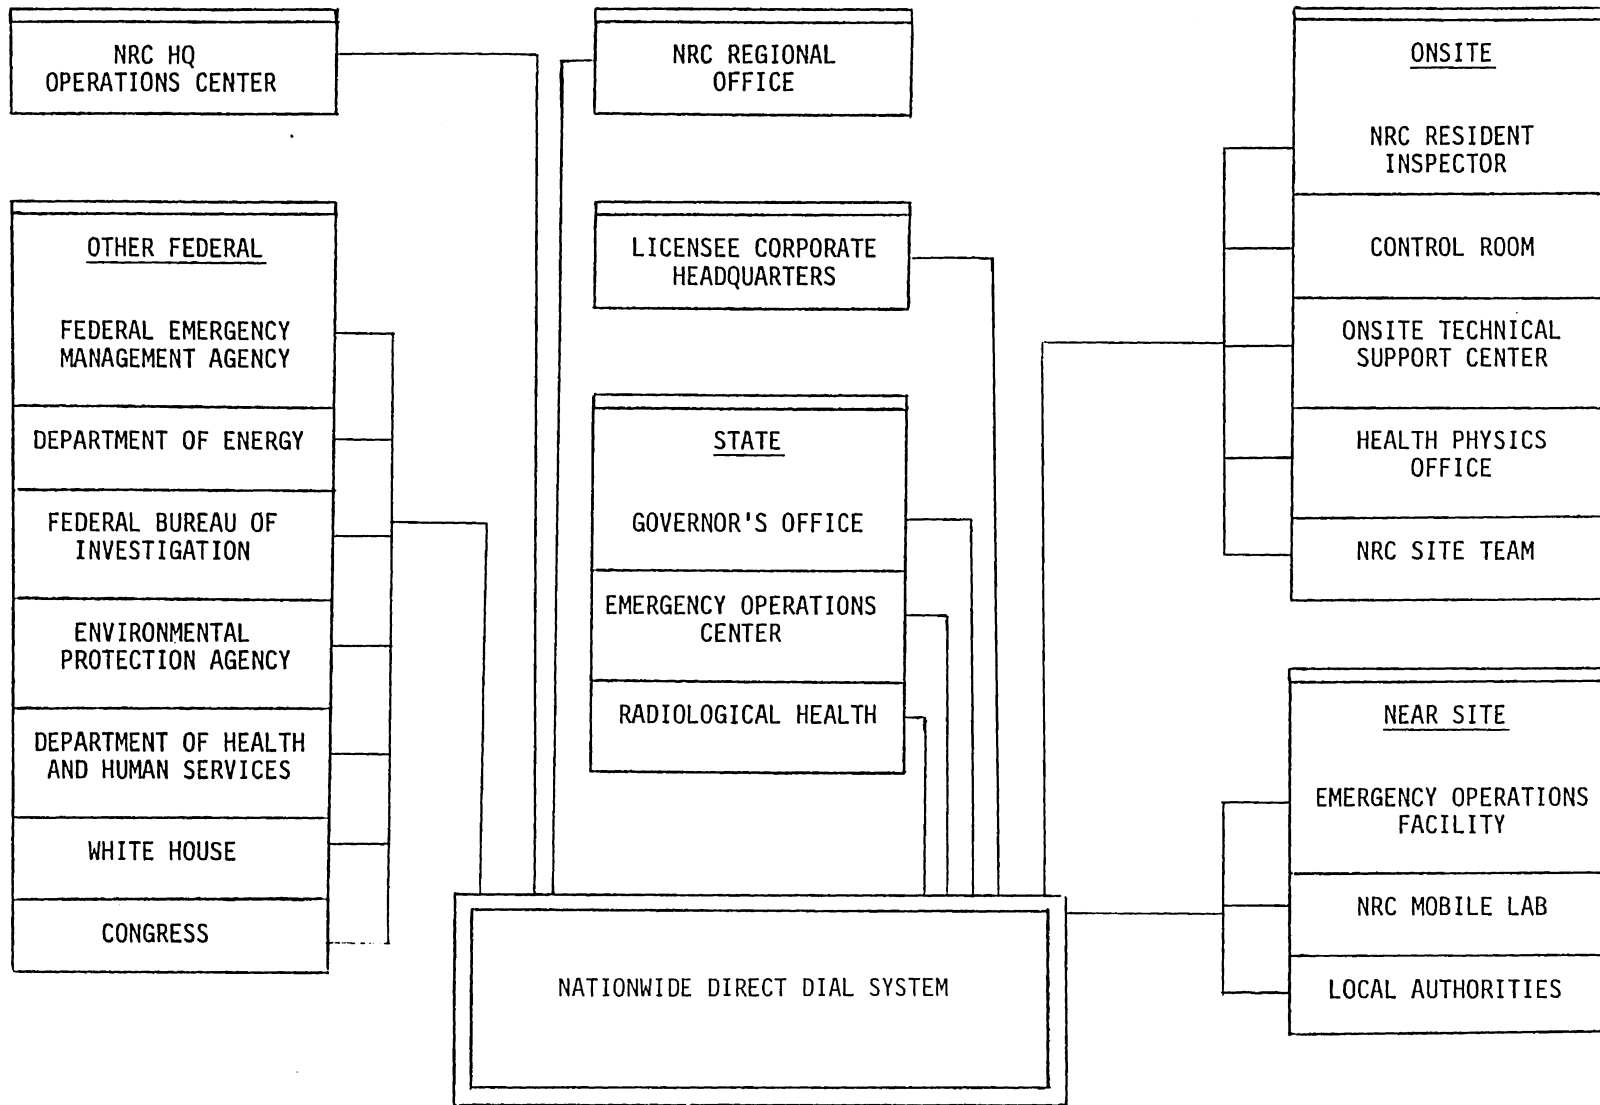 NRC HQ
OPERATIONS CENTER
OTHER FEDERAL
FEDERAL EMERGENCY
MANAGEMENT AGENCY
DEPARTMENT OF ENERGY
FEDERAL BUREAU OF
INVESTIGATION
ENVIRONMENTAL
PROTECTION AGENCY
DEPARTMENT OF HEALTH
AND HUMAN SERVICES
WHITE HOUSE
CONGRESS
NRC REGIONAL
OFFICE
LICENSEE CORPORATE
HEADQUARTERS
STATE
GOVERNOR'S OFFICE
EMERGENCY OPERATIONS
CENTER
RADIOLOGICAL HEALTH
NATIONWIDE DIRECT DIAL SYSTEM
ONSITE
NRC RESIDENT
INSPECTOR
CONTROL ROOM
ONSITE TECHNICAL
SUPPORT CENTER
HEALTH PHYSICS
OFFICE
NRC SITE TEAM
NEAR SITE
EMERGENCY OPERATIONS
FACILITY
NRC MOBILE LAB
LOCAL AUTHORITIES